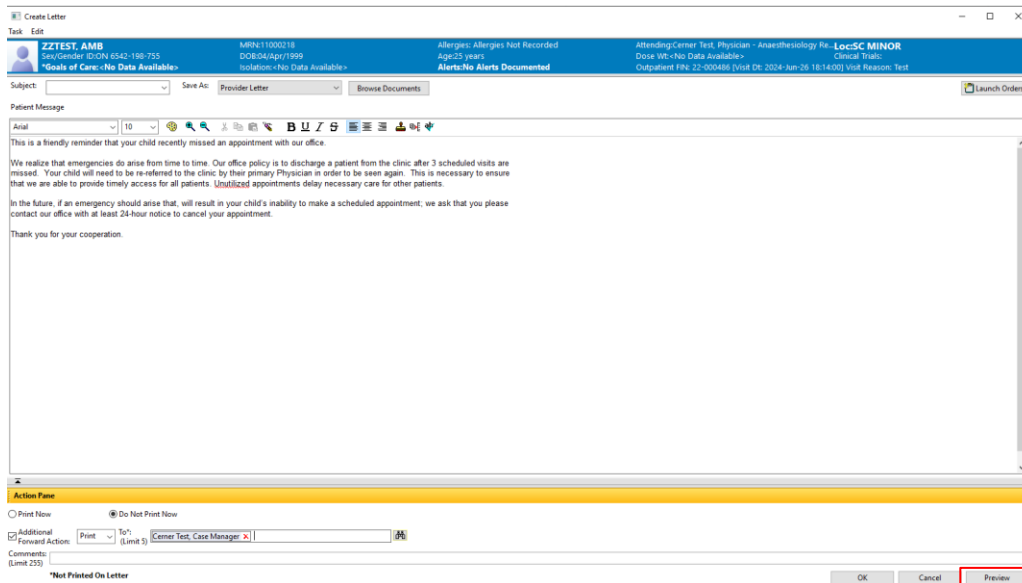 Create Letter
Task Edit
ZZTEST, AMB MRN:11000218 Allergies: Allergies Not Recorded Attending:Cerner Test, Physician - Anaesthesiology Re... Loc:SC MINOR
Sex/Gender ID:ON 6542-198-755 DOB:04/Apr/1999 Age:25 years Dose Wt:<No Data Available> Clinical Trials:
*Goals of Care:<No Data Available> Isolation:<No Data Available> Alerts:No Alerts Documented Outpatient FIN: 22-000486 [Visit Dt: 2024-Jun-26 18:14:00] Visit Reason: Test
Subject: Save As: Provider Letter Browse Documents Launch Orders
Patient Message
Arial 10 B U I S
This is a friendly reminder that your child recently missed an appointment with our office.
We realize that emergencies do arise from time to time. Our office policy is to discharge a patient from the clinic after 3 scheduled visits are
missed. Your child will need to be re-referred to the clinic by their primary Physician in order to be seen again. This is necessary to ensure
that we are able to provide timely access for all patients. Unutilized appointments delay necessary care for other patients.
In the future, if an emergency should arise that, will result in your child's inability to make a scheduled appointment; we ask that you please
contact our office with at least 24-hour notice to cancel your appointment.
Thank you for your cooperation.
Action Pane
Print Now Do Not Print Now
Additional Forward Action: Print To*: (Limit 5) Cerner Test, Case Manager
Comments:
(Limit 255)
*Not Printed On Letter
OK Cancel Preview